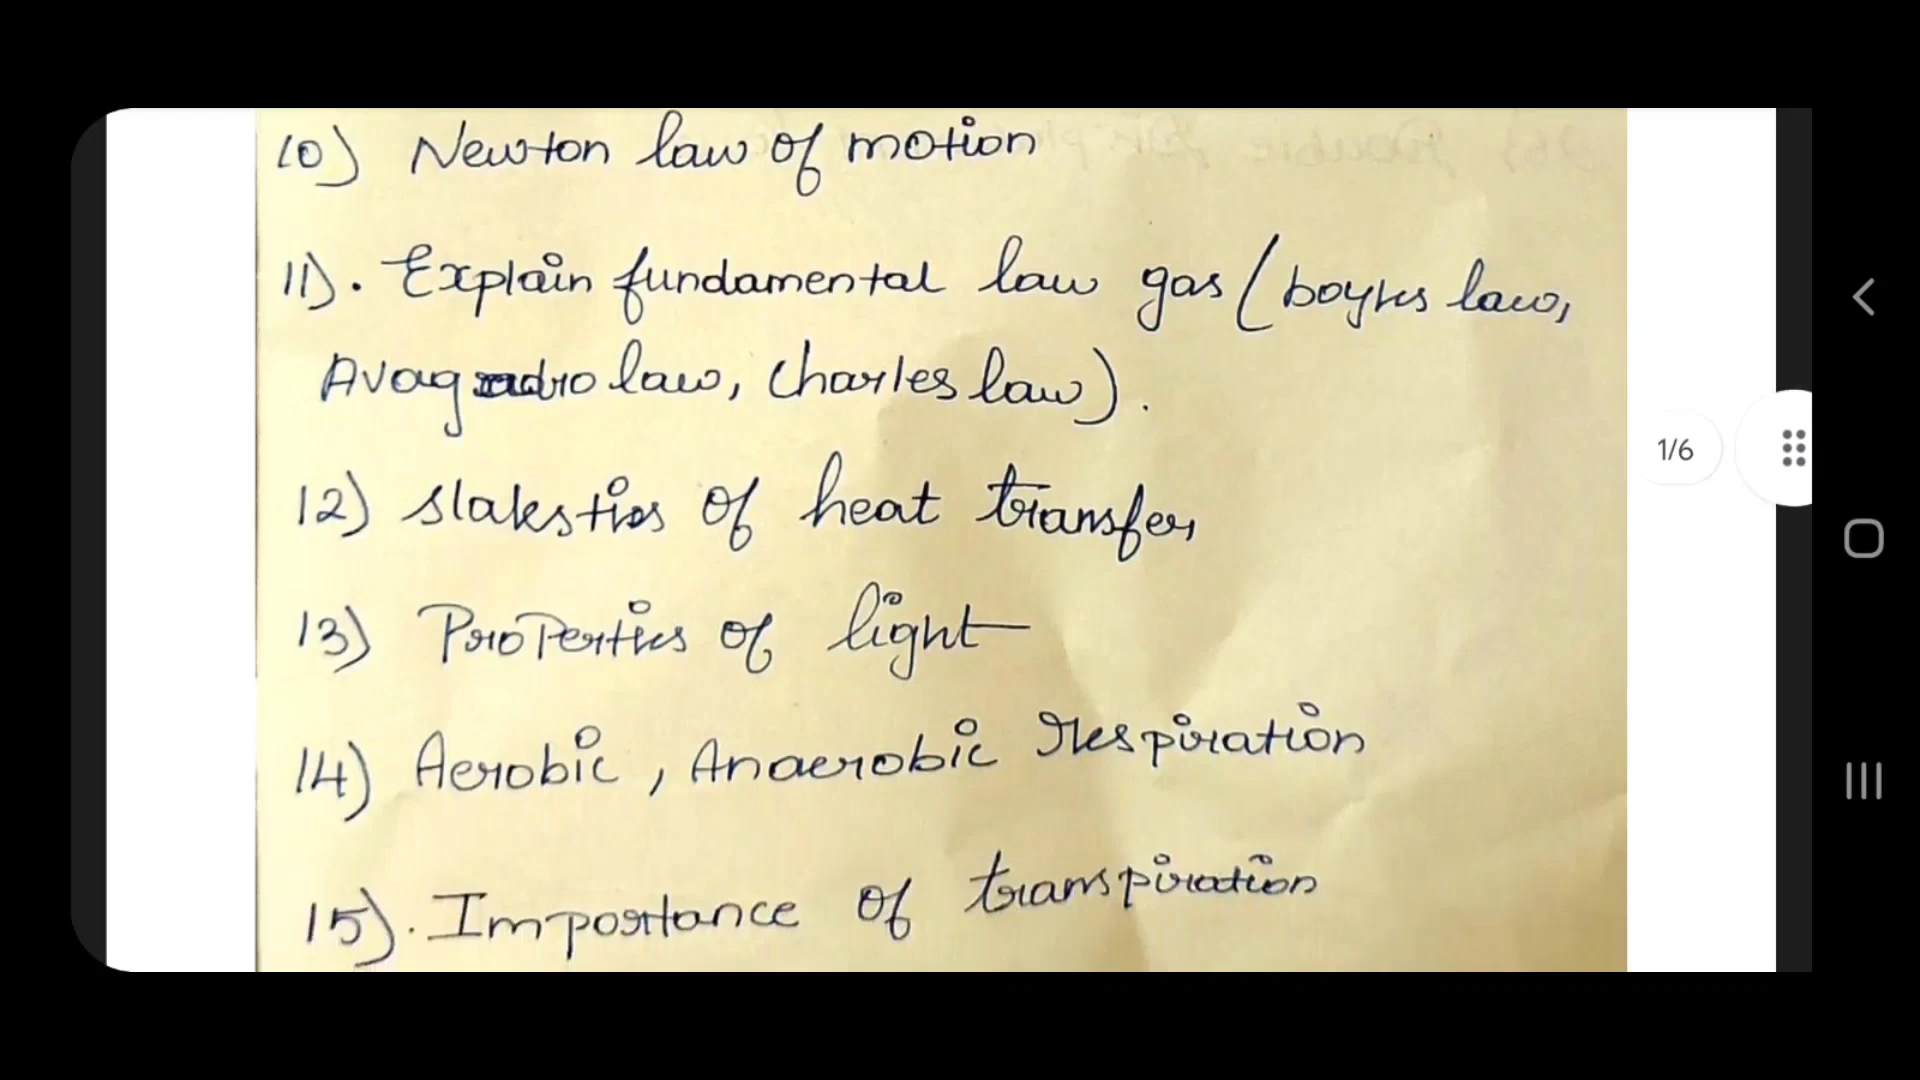 10) Newton law of motion
11). Explain fundamental law gas (boyles law,
Avagadro law, Charles law).
12) of heat transfer
13) Properties of light
14) Aerobic, Anaerobic respiration
15). Importance of transpiration
1/6